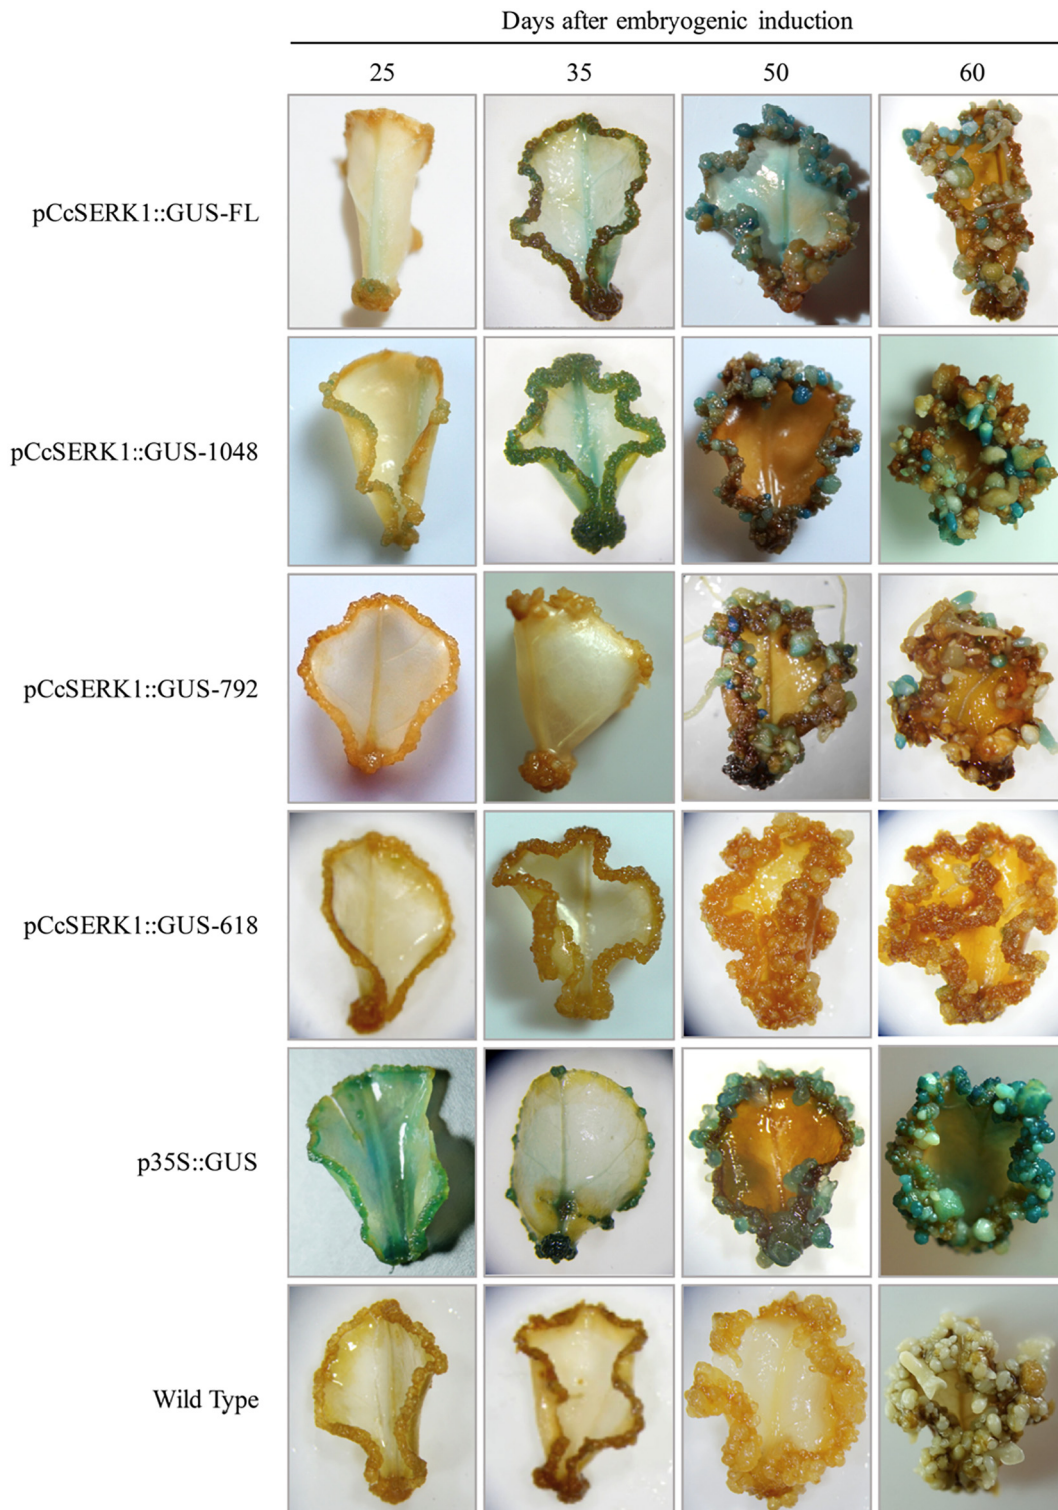 Days after embryogenic induction
25 35 50 60
pCcSERK1::GUS-FL
pCcSERK1::GUS-1048
pCcSERK1::GUS-792
pCcSERK1::GUS-618
p35S::GUS
Wild Type